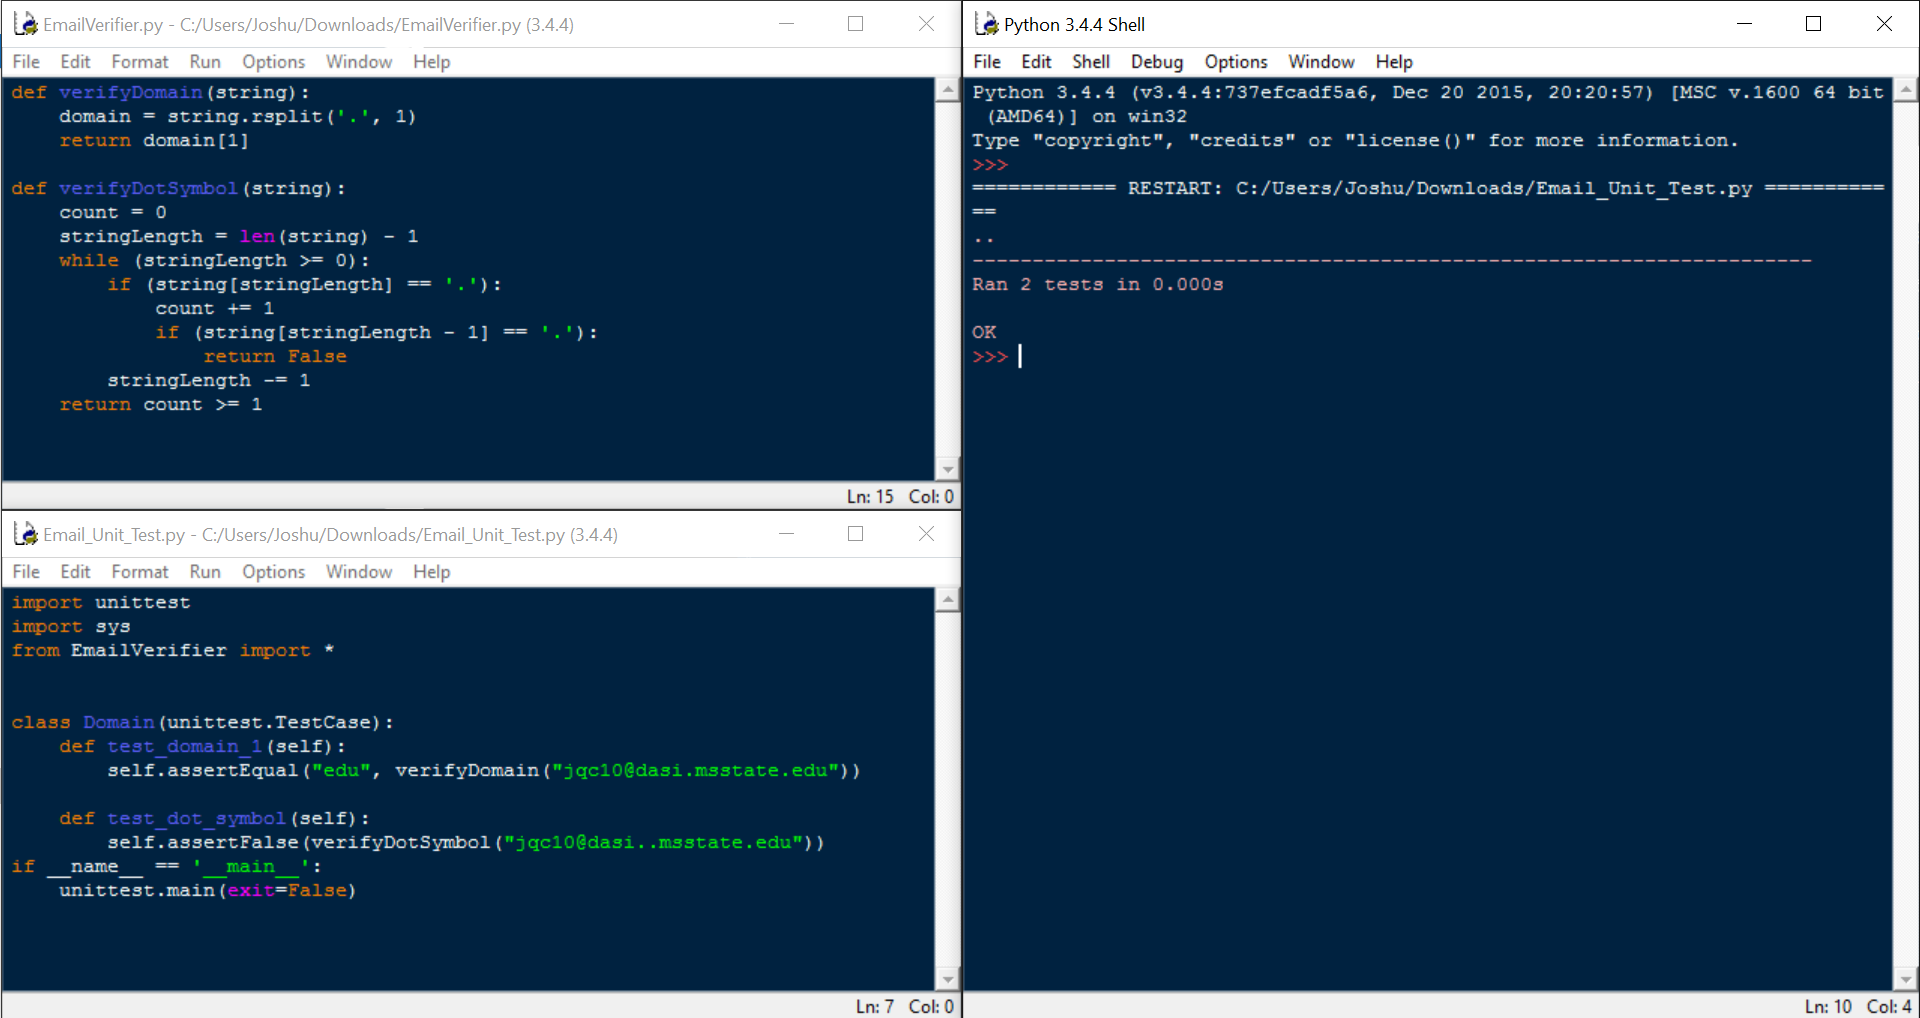 EmailVerifier.py - C:/Users/Joshu/Downloads/EmailVerifier.py (3.4.4)
File Edit Format Run Options Window Help
def verifyDomain(string):
    domain = string.rsplit('.', 1)
    return domain[1]

def verifyDotSymbol(string):
    count = 0
    stringLength = len(string) - 1
    while (stringLength >= 0):
        if (string[stringLength] == '.'):
            count += 1
            if (string[stringLength - 1] == '.'):
                return False
        stringLength -= 1
    return count >= 1
Ln: 15 Col: 0
Email_Unit_Test.py - C:/Users/Joshu/Downloads/Email_Unit_Test.py (3.4.4)
File Edit Format Run Options Window Help
import unittest
import sys
from EmailVerifier import *

class Domain(unittest.TestCase):
    def test_domain_1(self):
        self.assertEqual("edu", verifyDomain("jqc10@dasi.msstate.edu"))

    def test_dot_symbol(self):
        self.assertFalse(verifyDotSymbol("jqc10@dasi..msstate.edu"))
if __name__ == '__main__':
    unittest.main(exit=False)
Ln: 7 Col: 0
Python 3.4.4 Shell
File Edit Shell Debug Options Window Help
Python 3.4.4 (v3.4.4:737efcadf5a6, Dec 20 2015, 20:20:57) [MSC v.1600 64 bit
 (AMD64)] on win32
Type "copyright", "credits" or "license()" for more information.
>>>
============ RESTART: C:/Users/Joshu/Downloads/Email_Unit_Test.py ==========
==
..
----------------------------------------------------------------------
Ran 2 tests in 0.000s

OK
>>>
Ln: 10 Col: 4